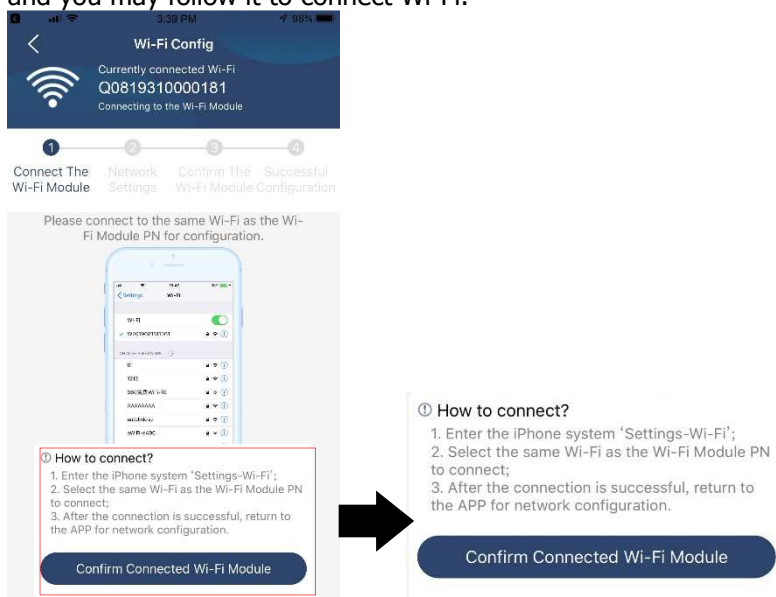 and you may follow it to connect Wi-Fi.
3:39 PM 98%
Wi-Fi Config
Currently connected Wi-Fi
Q0819310000181
Connecting to the Wi-Fi Module
1 2 3 4
Connect The Network Confirm The Successful
Wi-Fi Module Settings Wi-Fi Module Configuration
Please connect to the same Wi-Fi as the Wi-
Fi Module PN for configuration.
Settings Wi-Fi
Wi-Fi
How to connect?
1. Enter the iPhone system ‘Settings-Wi-Fi’;
2. Select the same Wi-Fi as the Wi-Fi Module PN
to connect;
3. After the connection is successful, return to
the APP for network configuration.
Confirm Connected Wi-Fi Module
How to connect?
1. Enter the iPhone system ‘Settings-Wi-Fi’;
2. Select the same Wi-Fi as the Wi-Fi Module PN
to connect;
3. After the connection is successful, return to
the APP for network configuration.
Confirm Connected Wi-Fi Module